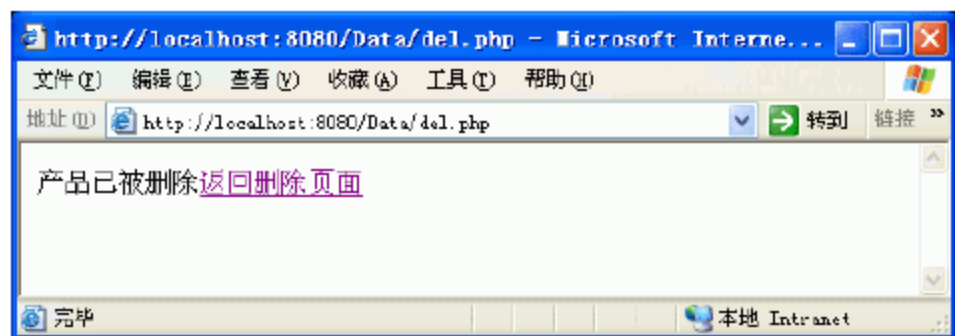 http://localhost:8080/Data/del.php - Microsoft Interne...
文件(F) 编辑(E) 查看(V) 收藏(A) 工具(T) 帮助(H)
地址(D) http://localhost:8080/Data/del.php 转到 链接 »
产品已被删除返回删除页面
完毕 本地 Intranet